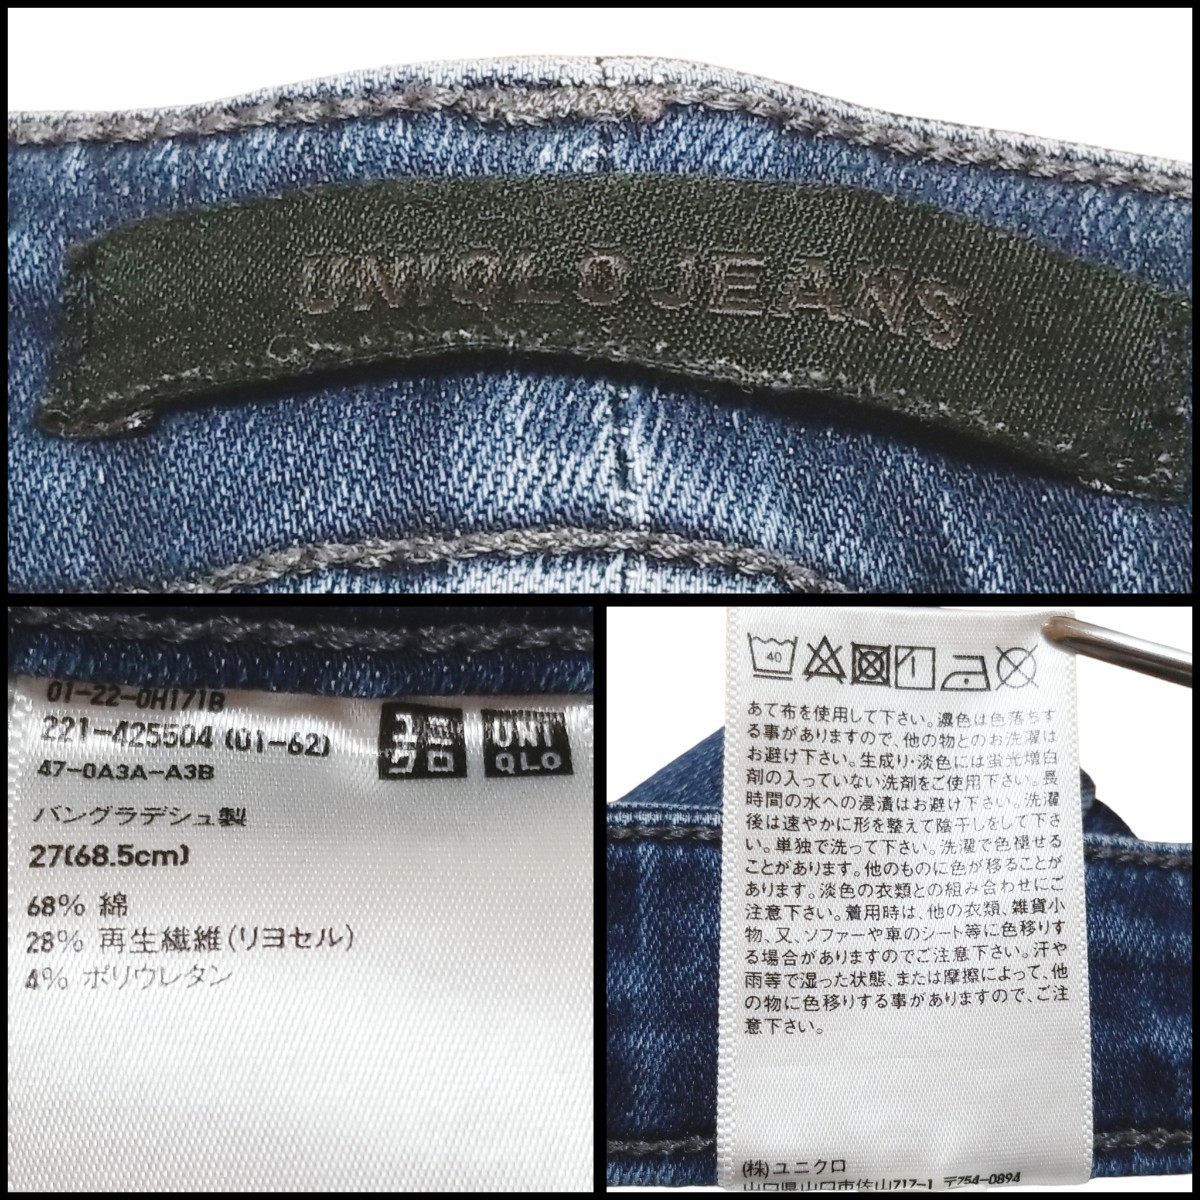 UNIQLO JEANS
01-22-0H171B
221-425504 (01-62)
47-0A3A-A3B
ユニクロ
UNIQLO
バングラデシュ製
27(68.5cm)
68% 綿
28% 再生繊維(リヨセル)
4% ポリウレタン
40
あて布を使用して下さい。濃色は色落ちす
る事がありますので、他の物とのお洗濯は
お避け下さい。生成り・淡色には蛍光増白
剤の入っていない洗剤をご使用下さい。長
時間の水への浸漬はお避け下さい。洗濯
後は速やかに形を整えて陰干しをして下さ
い。単独で洗って下さい。洗濯で色褪せる
ことがあります。他のものに色が移ることが
あります。淡色の衣類との組み合わせにご
注意下さい。着用時は、他の衣類、雑貨小
物、又、ソファーや車のシート等に色移りす
る場合がありますのでご注意下さい。汗や
雨等で湿った状態、または摩擦によって、他
の物に色移りする事がありますので、ご注
意下さい。
(株)ユニクロ
山口県山口市佐山717-1 〒754-0894